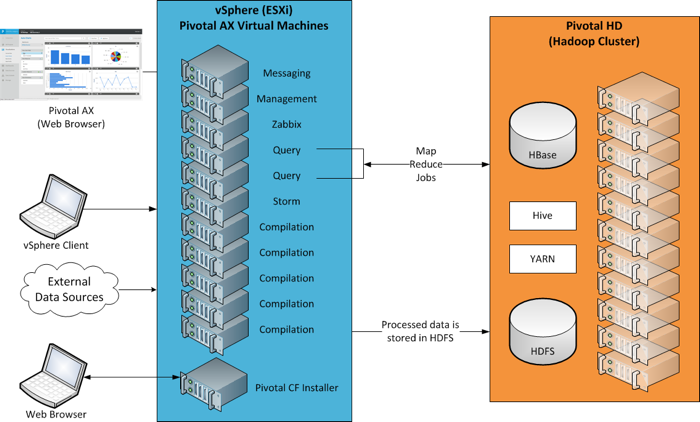 vSphere (ESXi)
Pivotal AX Virtual Machines
Pivotal HD
(Hadoop Cluster)
Pivotal AX
(Web Browser)
Messaging
Management
Zabbix
Query
Query
Storm
Compilation
Compilation
Compilation
Compilation
Compilation
Pivotal CF Installer
vSphere Client
External
Data Sources
Web Browser
Map
Reduce
Jobs
Processed data is
stored in HDFS
HBase
Hive
YARN
HDFS